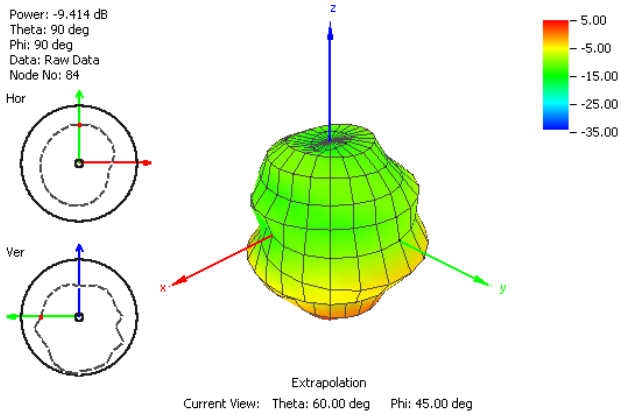 Power: -9.414 dB
Theta: 90 deg
Phi: 90 deg
Data: Raw Data
Node No: 84
Hor
Ver
z
x
y
5.00
-5.00
-15.00
-25.00
-35.00
Extrapolation
Current View: Theta: 60.00 deg Phi: 45.00 deg